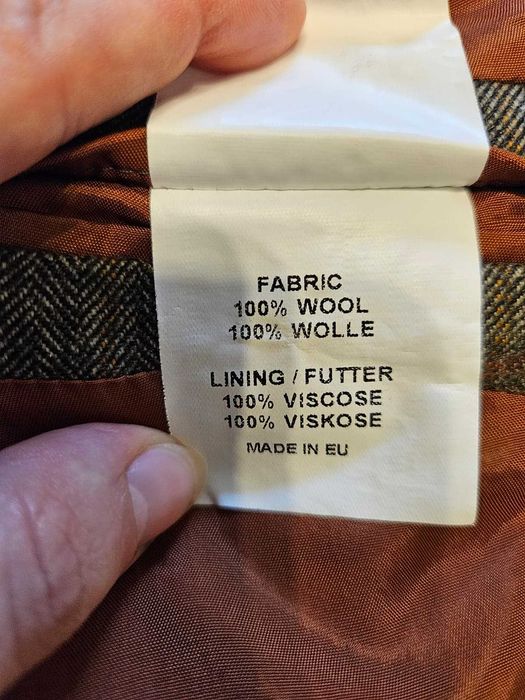 FABRIC
100% WOOL
100% WOLLE
LINING / FUTTER
100% VISCOSE
100% VISKOSE
MADE IN EU